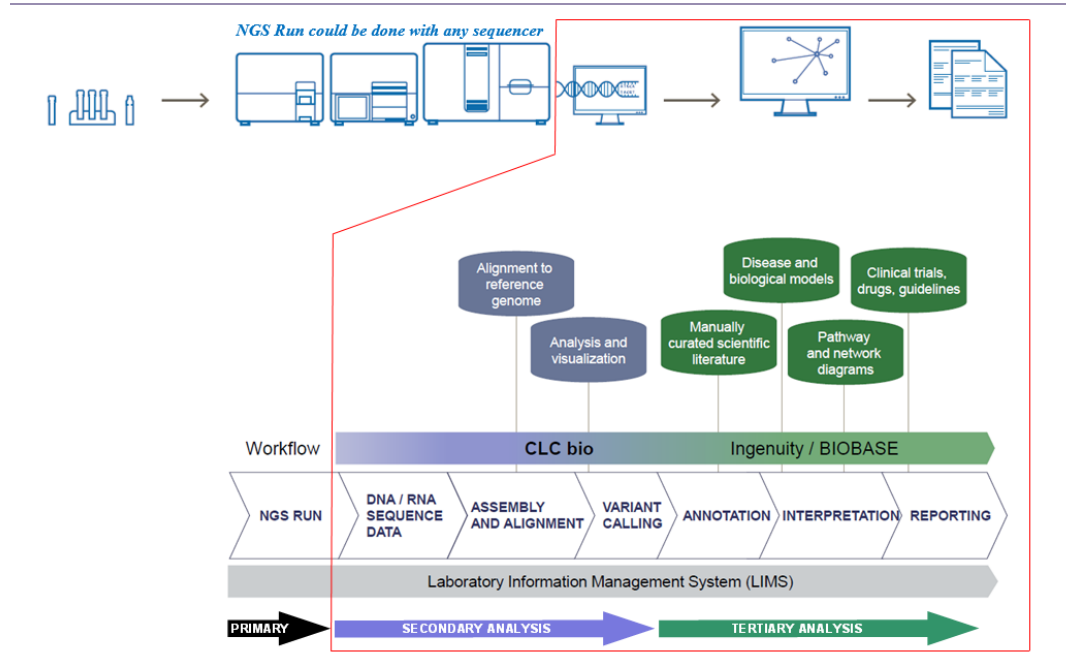 NGS Run could be done with any sequencer
Alignment to
reference
genome
Analysis and
visualization
Disease and
biological models
Clinical trials,
drugs, guidelines
Manually
curated scientific
literature
Pathway
and network
diagrams
Workflow
CLC bio
Ingenuity / BIOBASE
NGS RUN
DNA / RNA
SEQUENCE
DATA
ASSEMBLY
AND ALIGNMENT
VARIANT
CALLING
ANNOTATION
INTERPRETATION
REPORTING
Laboratory Information Management System (LIMS)
PRIMARY
SECONDARY ANALYSIS
TERTIARY ANALYSIS